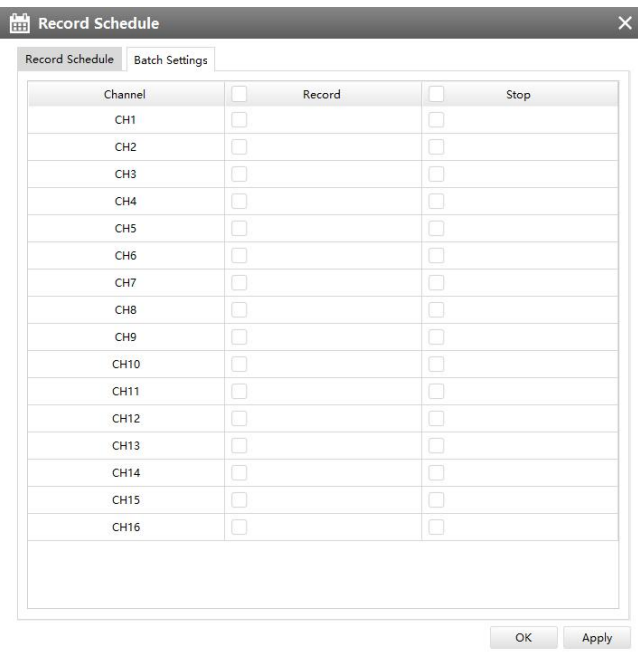 Record Schedule
Record Schedule Batch Settings
Channel Record Stop
CH1
CH2
CH3
CH4
CH5
CH6
CH7
CH8
CH9
CH10
CH11
CH12
CH13
CH14
CH15
CH16
OK Apply